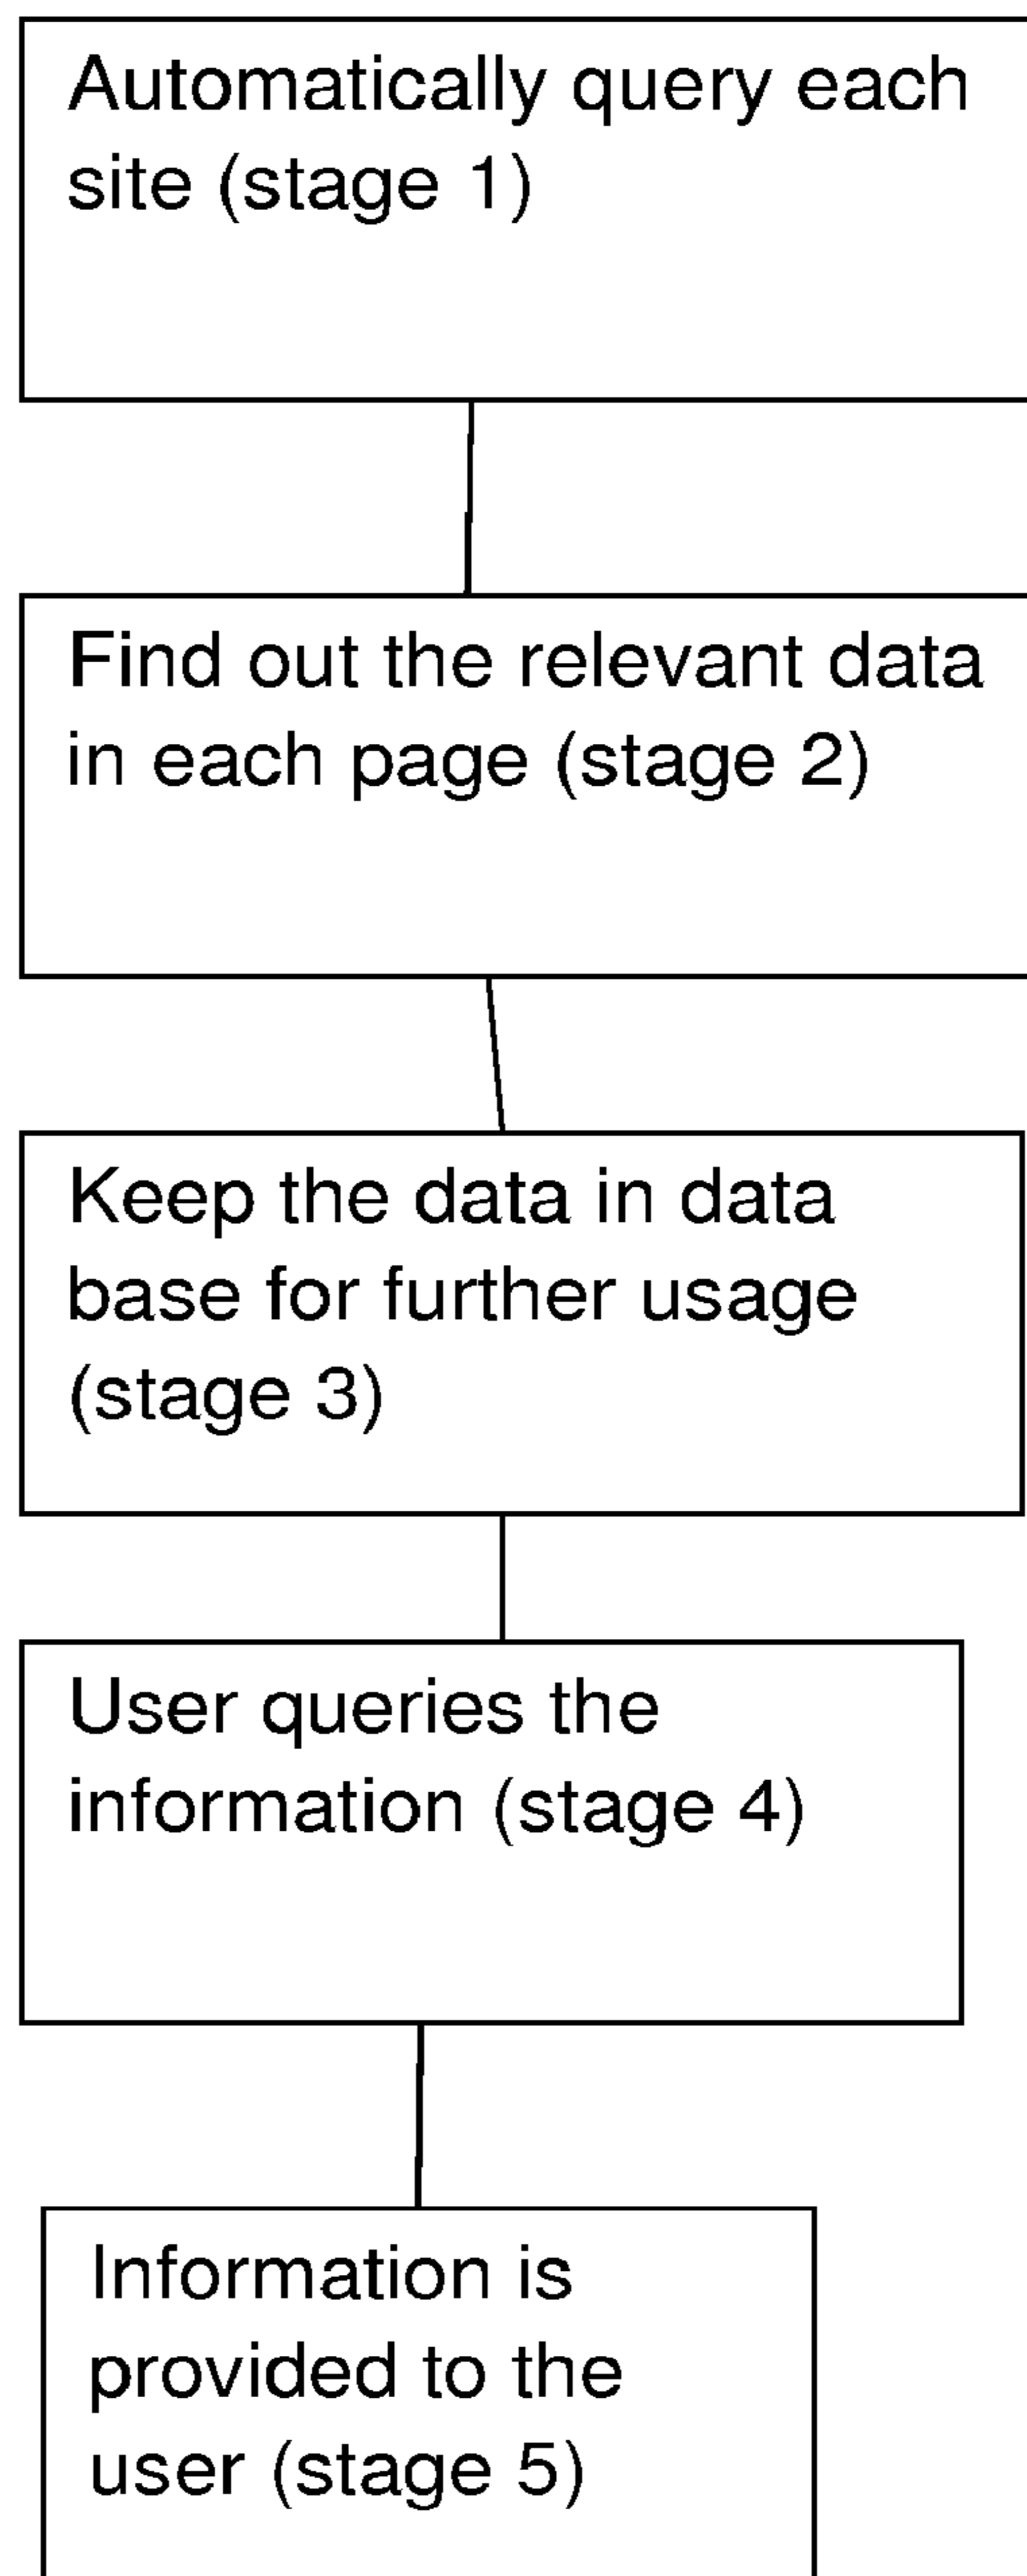 Automatically query each
site (stage 1)
Find out the relevant data
in each page (stage 2)
Keep the data in data
base for further usage
(stage 3)
User queries the
information (stage 4)
Information is
provided to the
user (stage 5)